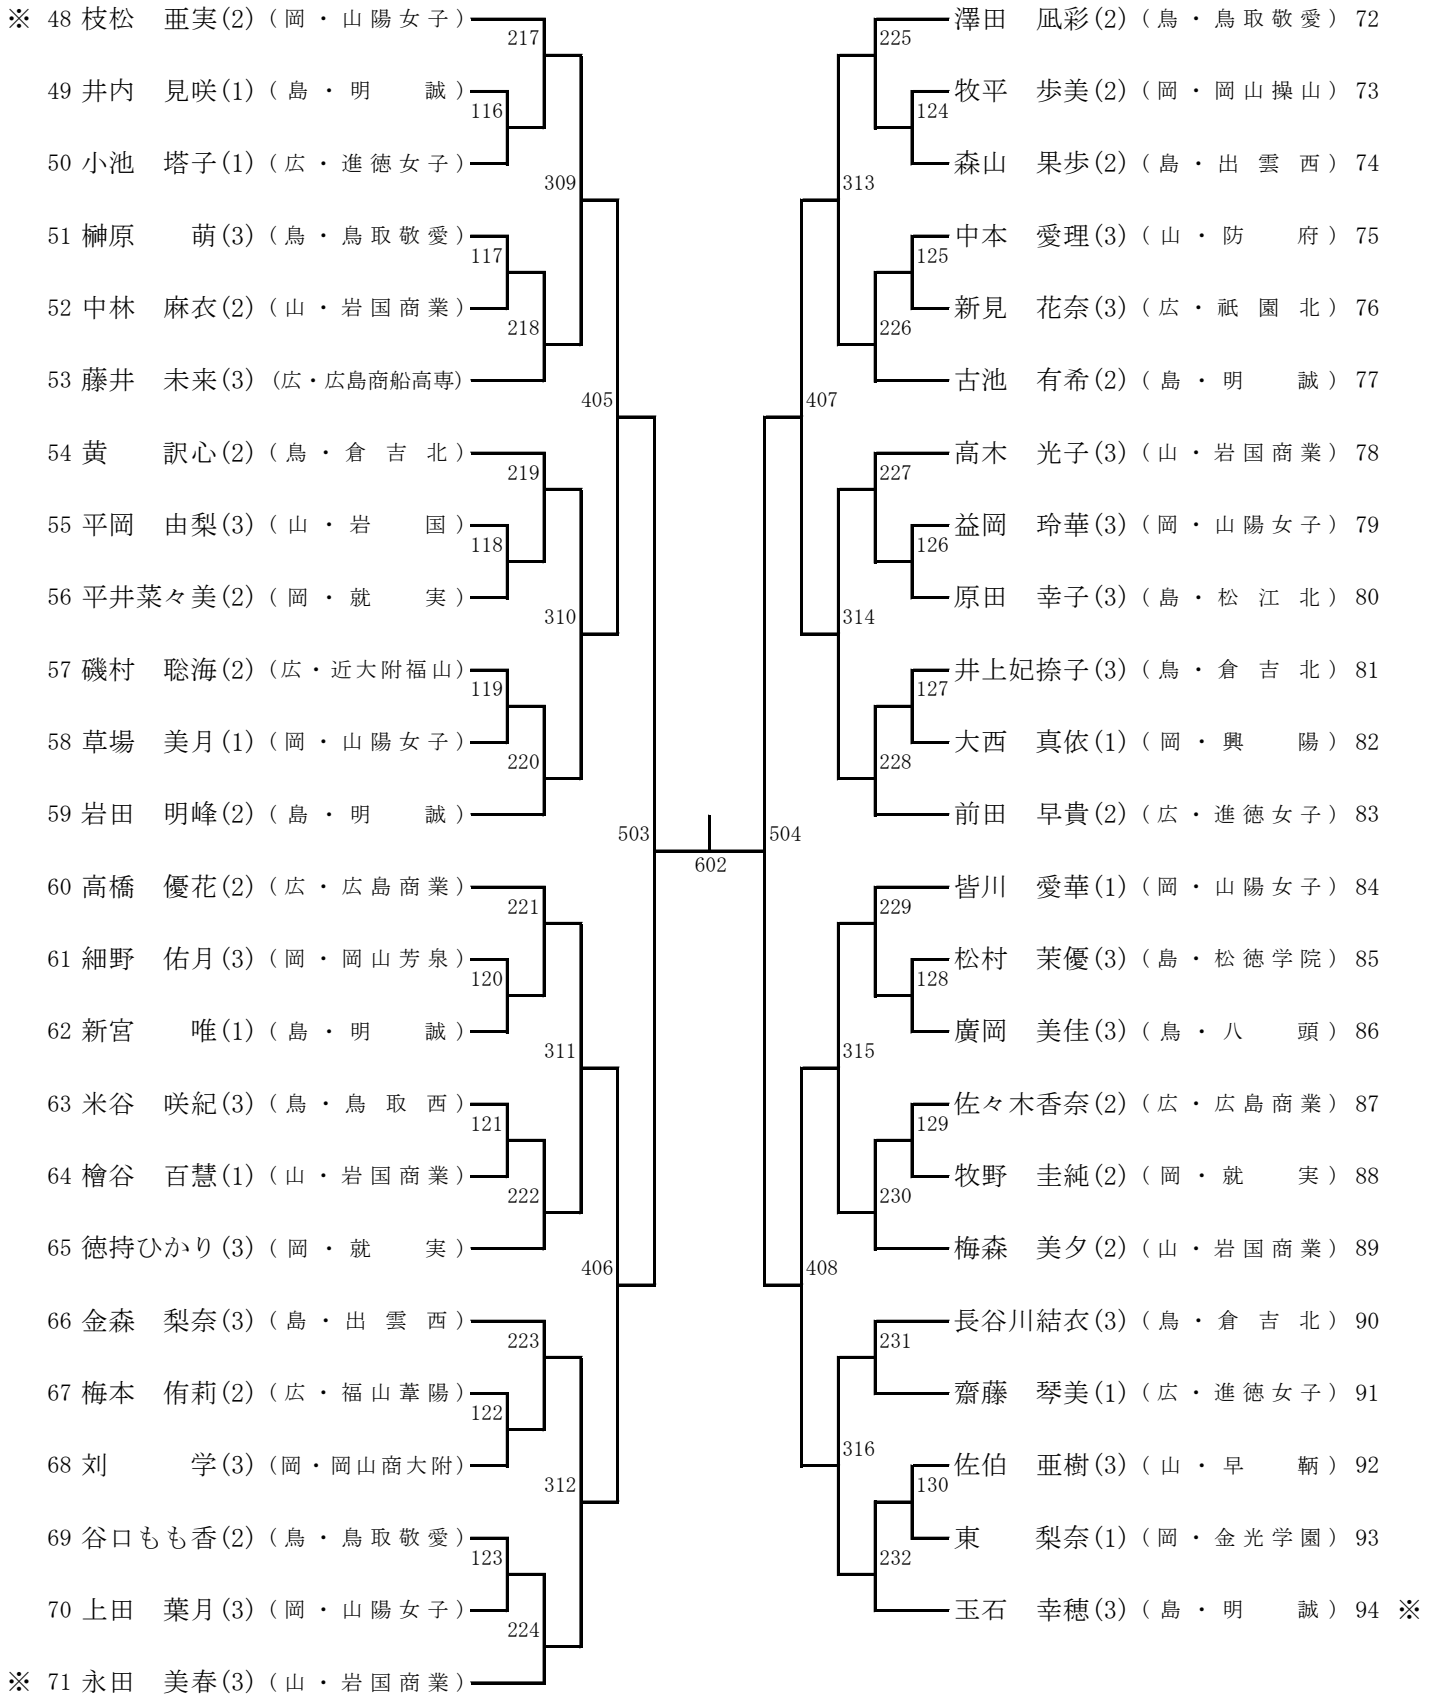 ※ 48 枝松　亜実(2) (岡・山陽女子)
217
49 井内　見咲(1) (島・明　誠)
116
50 小池　塔子(1) (広・進徳女子)
309
51 榊原　　萌(3) (鳥・鳥取敬愛)
117
52 中林　麻衣(2) (山・岩国商業)
218
53 藤井　未来(3) (広・広島商船高専)
405
54 黄　　訳心(2) (鳥・倉吉北)
219
55 平岡　由梨(3) (山・岩　国)
118
56 平井菜々美(2) (岡・就　実)
310
57 磯村　聡海(2) (広・近大附福山)
119
58 草場　美月(1) (岡・山陽女子)
220
59 岩田　明峰(2) (島・明　誠)
503
60 高橋　優花(2) (広・広島商業)
221
61 細野　佑月(3) (岡・岡山芳泉)
120
62 新宮　　唯(1) (島・明　誠)
311
63 米谷　咲紀(3) (鳥・鳥取西)
121
64 檜谷　百慧(1) (山・岩国商業)
222
65 徳持ひかり(3) (岡・就　実)
406
66 金森　梨奈(3) (島・出雲西)
223
67 梅本　侑莉(2) (広・福山葦陽)
122
68 刘　　　学(3) (岡・岡山商大附)
312
69 谷口もも香(2) (鳥・鳥取敬愛)
123
70 上田　葉月(3) (岡・山陽女子)
224
※ 71 永田　美春(3) (山・岩国商業)
602
澤田　凪彩(2) (鳥・鳥取敬愛) 72
225
牧平　歩美(2) (岡・岡山操山) 73
124
森山　果歩(2) (島・出雲西) 74
313
中本　愛理(3) (山・防　府) 75
125
新見　花奈(3) (広・祇園北) 76
226
古池　有希(2) (島・明　誠) 77
407
高木　光子(3) (山・岩国商業) 78
227
益岡　玲華(3) (岡・山陽女子) 79
126
原田　幸子(3) (島・松江北) 80
314
井上妃捺子(3) (鳥・倉吉北) 81
127
大西　真依(1) (岡・興　陽) 82
228
前田　早貴(2) (広・進徳女子) 83
504
皆川　愛華(1) (岡・山陽女子) 84
229
松村　茉優(3) (島・松徳学院) 85
128
廣岡　美佳(3) (鳥・八　頭) 86
315
佐々木香奈(2) (広・広島商業) 87
129
牧野　圭純(2) (岡・就　実) 88
230
梅森　美夕(2) (山・岩国商業) 89
408
長谷川結衣(3) (鳥・倉吉北) 90
231
齋藤　琴美(1) (広・進徳女子) 91
316
佐伯　亜樹(3) (山・早　鞆) 92
130
東　　梨奈(1) (岡・金光学園) 93
232
玉石　幸穂(3) (島・明　誠) 94 ※